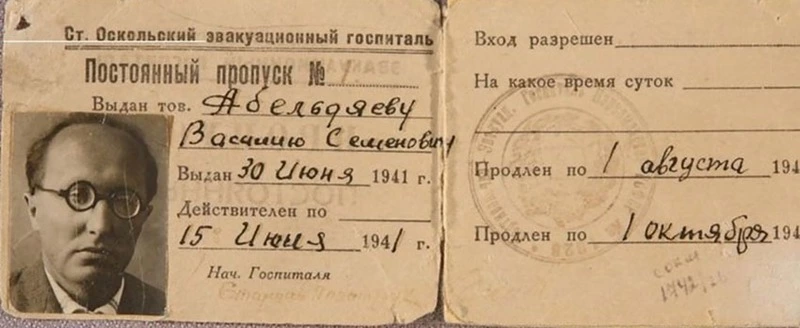 Ст. Оскольский эвакуационный госпиталь
Постоянный пропуск № 1
Выдан тов. Абельдяеву
Василию Семенович
Выдан 30 Июня 1941 г.
Действителен по
15 Июня 1941 г.
Нач. Госпиталя
Вход разрешен
На какое время суток
Продлен по 1 августа 194
Продлен по 1 октября 194